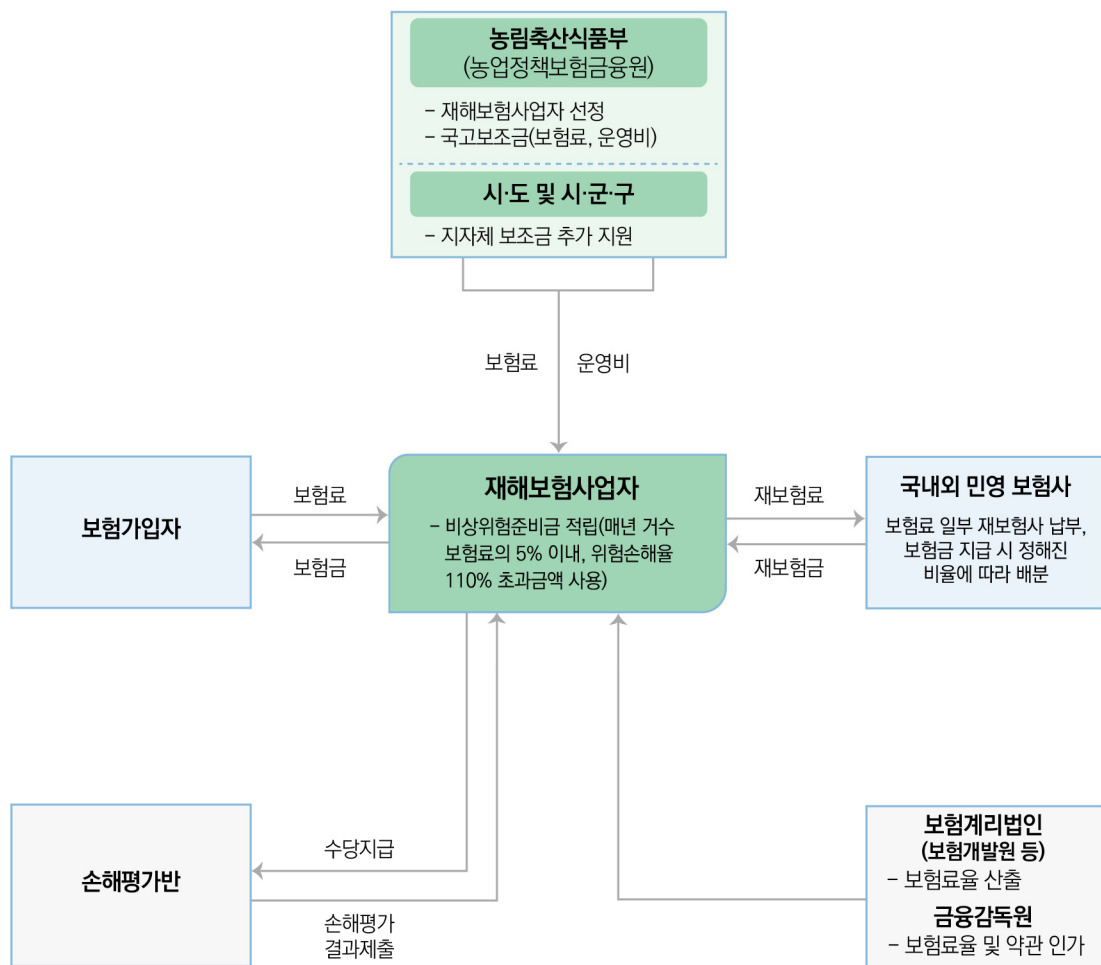 농림축산식품부
(농업정책보험금융원)
- 재해보험사업자 선정
- 국고보조금(보험료, 운영비)
시·도 및 시·군·구
- 지자체 보조금 추가 지원
보험료
운영비
보험가입자
보험료
보험금
재해보험사업자
- 비상위험준비금 적립(매년 거수
보험료의 5% 이내, 위험손해율
110% 초과금액 사용)
재보험료
재보험금
국내외 민영 보험사
보험료 일부 재보험사 납부,
보험금 지급 시 정해진
비율에 따라 배분
손해평가반
수당지급
손해평가
결과제출
보험계리법인
(보험개발원 등)
- 보험료율 산출
금융감독원
- 보험료율 및 약관 인가